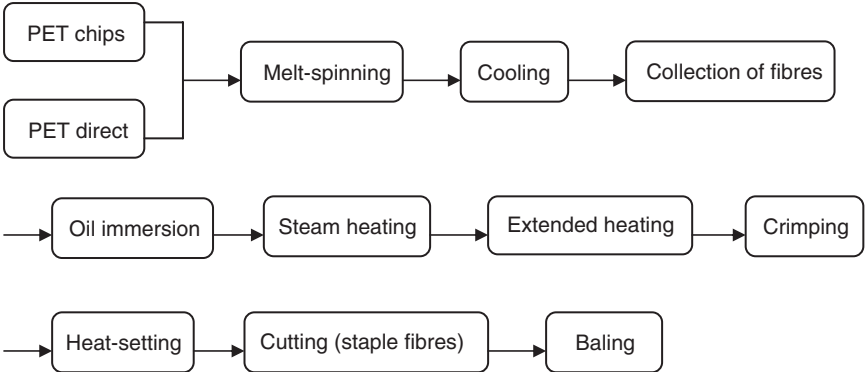 PET chips
PET direct
Melt-spinning
Cooling
Collection of fibres
Oil immersion
Steam heating
Extended heating
Crimping
Heat-setting
Cutting (staple fibres)
Baling